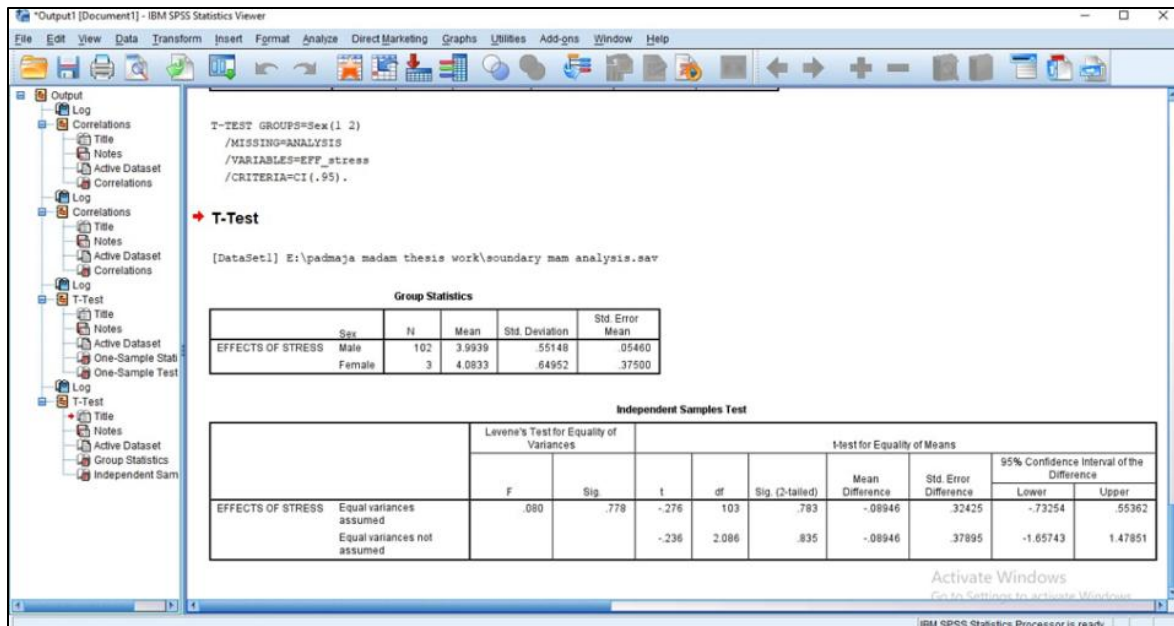 *Output1 [Document1] - IBM SPSS Statistics Viewer
File Edit View Data Transform Insert Format Analyze Direct Marketing Graphs Utilities Add-ons Window Help
Output
Log
Correlations
Title
Notes
Active Dataset
Correlations
Log
Correlations
Title
Notes
Active Dataset
Correlations
Log
T-Test
Title
Notes
Active Dataset
One-Sample Stati
One-Sample Test
Log
T-Test
Title
Notes
Active Dataset
Group Statistics
Independent Sam
T-TEST GROUPS=Sex(1 2)
/MISSING=ANALYSIS
/VARIABLES=EFF_stress
/CRITERIA=CI(.95).
T-Test
[DataSet1] E:\padmaja madam thesis work\soundary mam analysis.sav
Group Statistics
Sex N Mean Std. Deviation Std. Error Mean
EFFECTS OF STRESS Male 102 3.9939 .55148 .05460
Female 3 4.0833 .64952 .37500
Independent Samples Test
Levene's Test for Equality of Variances t-test for Equality of Means
95% Confidence Interval of the Difference
F Sig. t df Sig. (2-tailed) Mean Difference Std. Error Difference Lower Upper
EFFECTS OF STRESS Equal variances assumed .080 .778 -.276 103 .783 -.08946 .32425 -.73254 .55362
Equal variances not assumed -.236 2.086 .835 -.08946 .37895 -1.65743 1.47851
Activate Windows
Go to Settings to activate Windows.
IBM SPSS Statistics Processor is ready